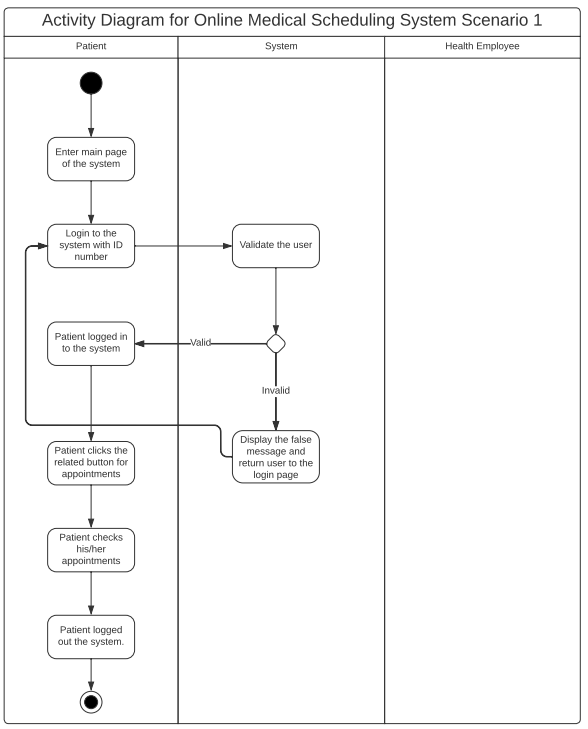 Activity Diagram for Online Medical Scheduling System Scenario 1
Patient
System
Health Employee
Enter main page
of the system
Login to the
system with ID
number
Validate the user
Patient logged in
to the system
Valid
Invalid
Display the false
message and
return user to the
login page
Patient clicks the
related button for
appointments
Patient checks
his/her
appointments
Patient logged
out the system.